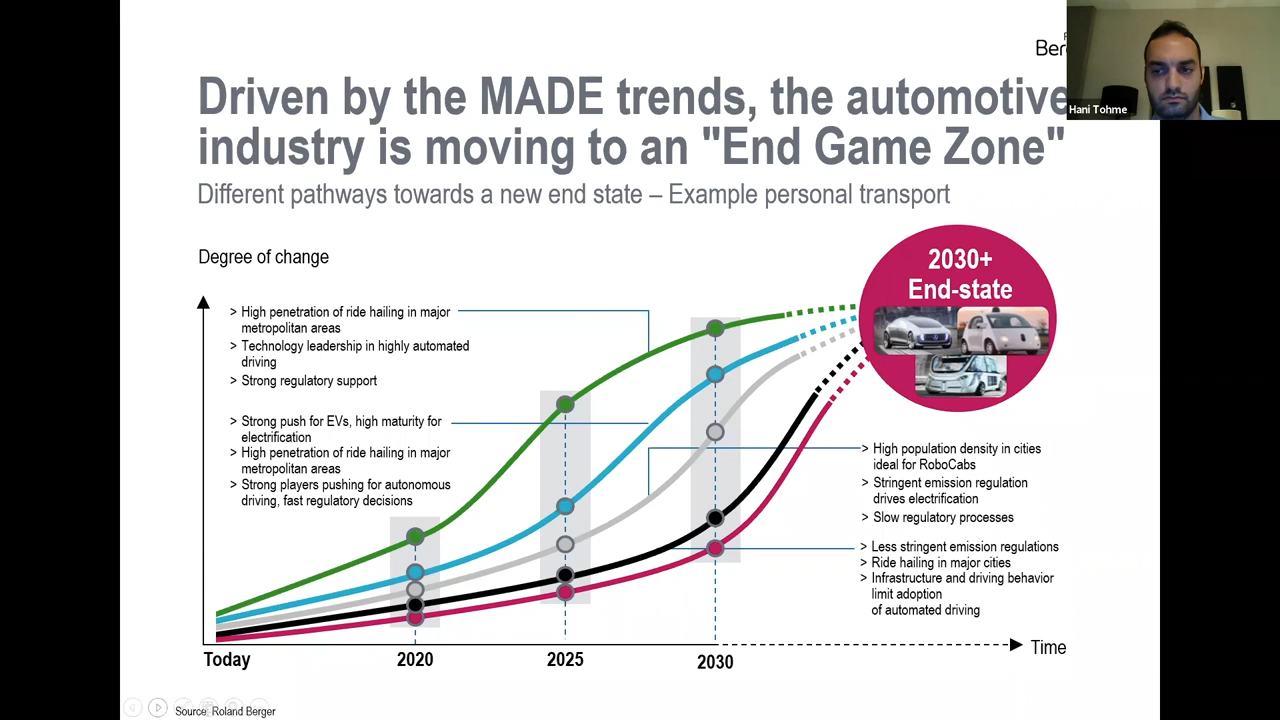 Ber
Hani Tohme
Driven by the MADE trends, the automotive
industry is moving to an "End Game Zone"
Different pathways towards a new end state – Example personal transport
Degree of change
2030+
End-state
> High penetration of ride hailing in major
metropolitan areas
> Technology leadership in highly automated
driving
> Strong regulatory support
> Strong push for EVs, high maturity for
electrification
> High penetration of ride hailing in major
metropolitan areas
> Strong players pushing for autonomous
driving, fast regulatory decisions
> High population density in cities
ideal for RoboCabs
> Stringent emission regulation
drives electrification
> Slow regulatory processes
> Less stringent emission regulations
> Ride hailing in major cities
> Infrastructure and driving behavior
limit adoption
of automated driving
Time
Today 2020 2025 2030
Source: Roland Berger